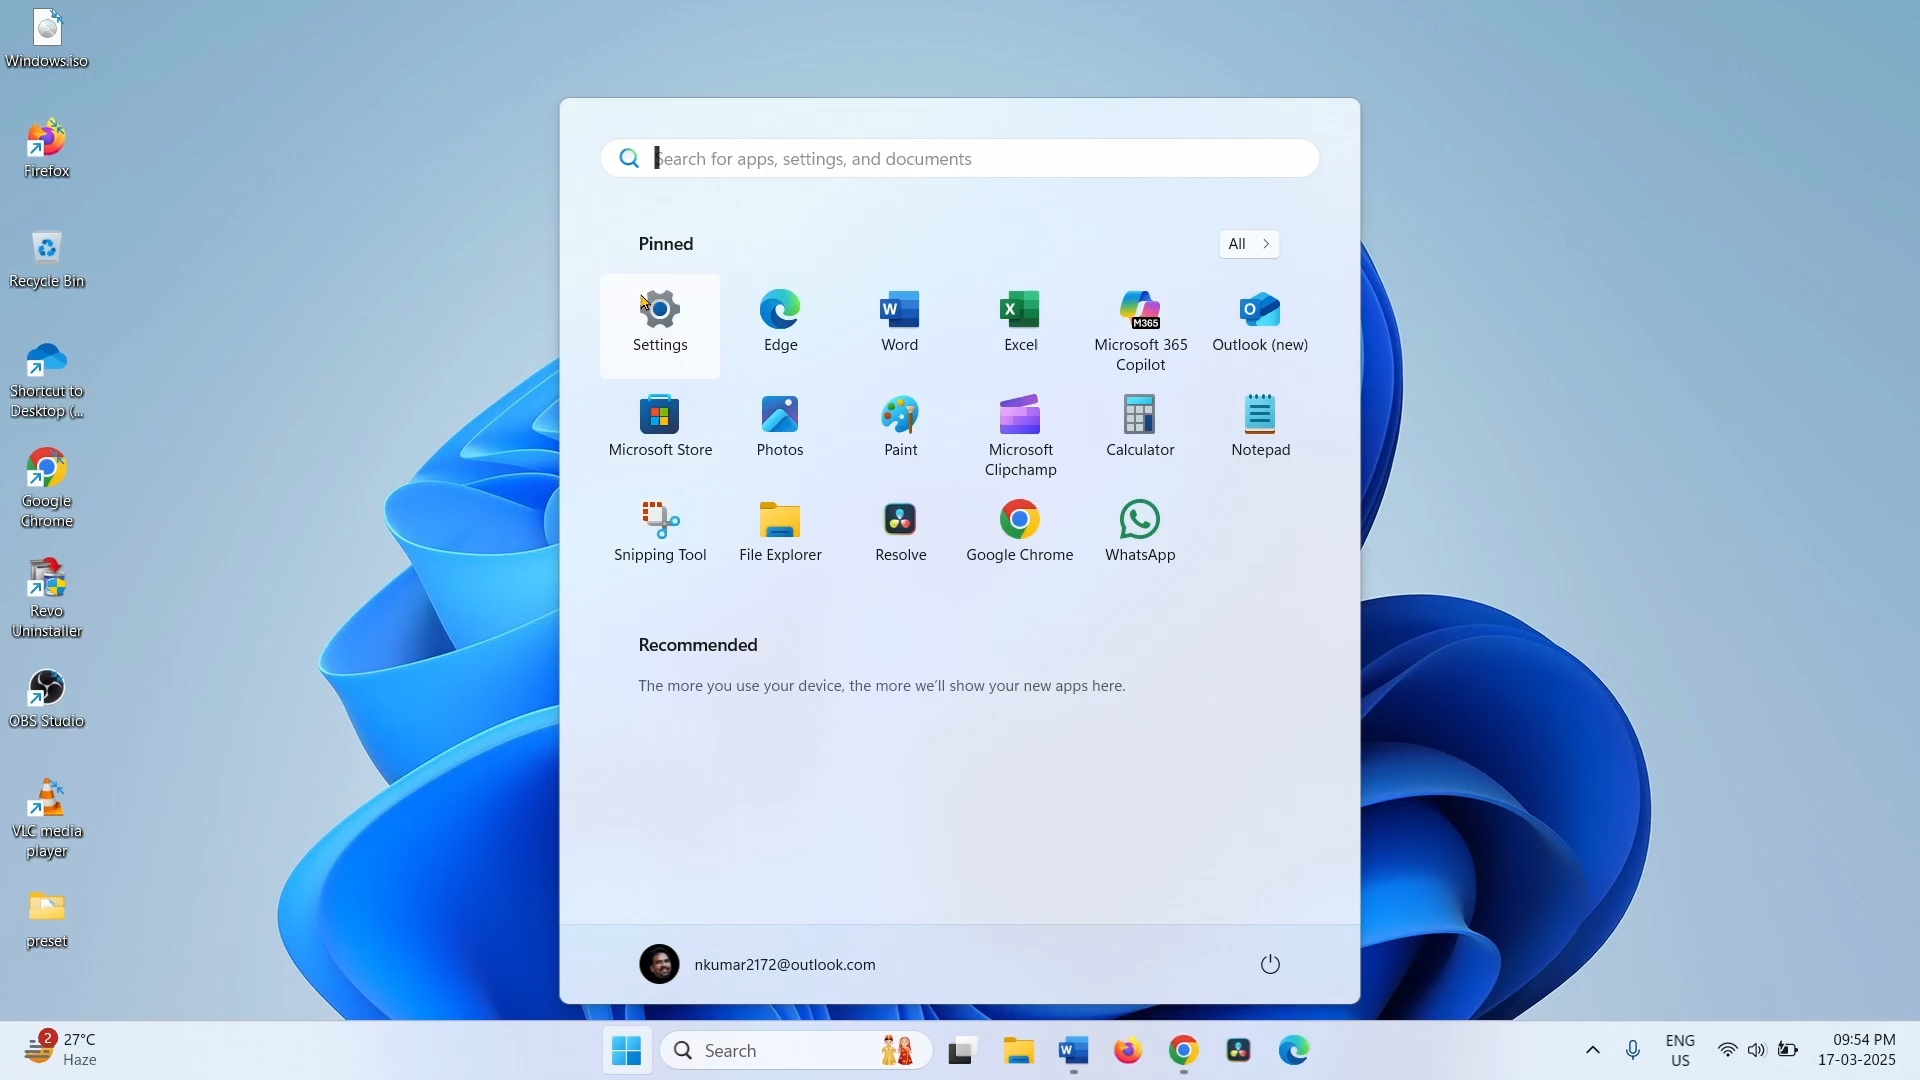 Windows.iso
Firefox
Recycle Bin
Shortcut to
Desktop (...
Google
Chrome
Revo
Uninstaller
OBS Studio
VLC media
player
preset
Search for apps, settings, and documents
Pinned
All
Settings
Edge
Word
Excel
M365
Microsoft 365
Copilot
Outlook (new)
Microsoft Store
Photos
Paint
Microsoft
Clipchamp
Calculator
Notepad
Snipping Tool
File Explorer
Resolve
Google Chrome
WhatsApp
Recommended
The more you use your device, the more we'll show your new apps here.
nkumar2172@outlook.com
2
27°C
Haze
Search
ENG
US
09:54 PM
17-03-2025